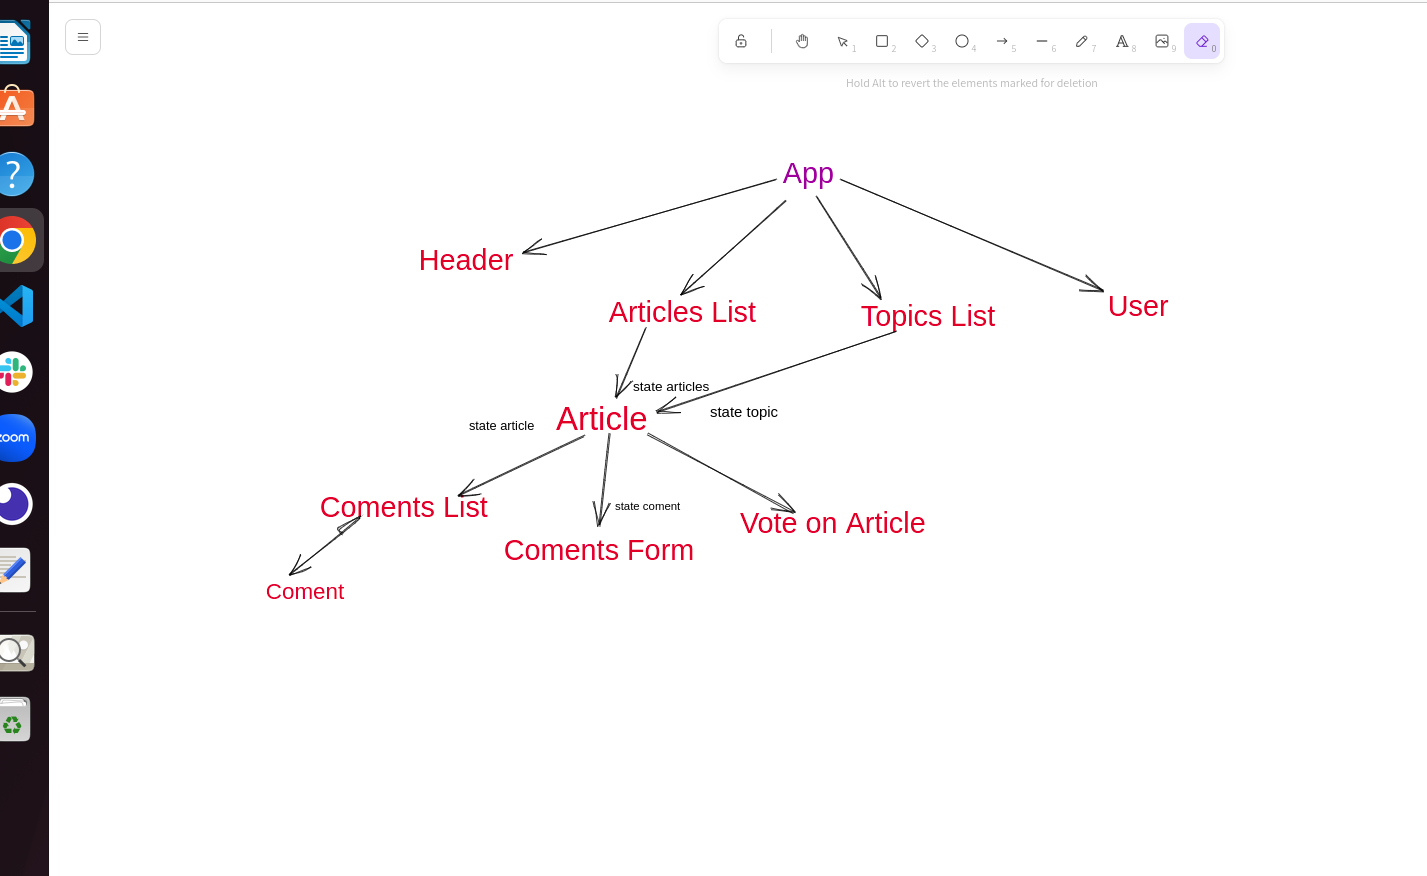 1 2 3 4 5 6 7 8 9 0
Hold Alt to revert the elements marked for deletion
App
Header
Articles List
Topics List
User
state articles
Article
state topic
state article
Coments List
state coment
Vote on Article
Coments Form
Coment
zoom